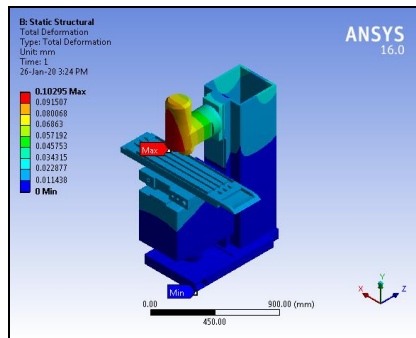 B: Static Structural
Total Deformation
Type: Total Deformation
Unit: mm
Time: 1
26-Jan-20 3:24 PM
ANSYS
16.0
0.10295 Max
0.091507
0.080068
0.06863
0.057192
0.045753
0.034315
0.022877
0.011438
0 Min
Max
Min
0.00
900.00 (mm)
450.00
Y
X
Z